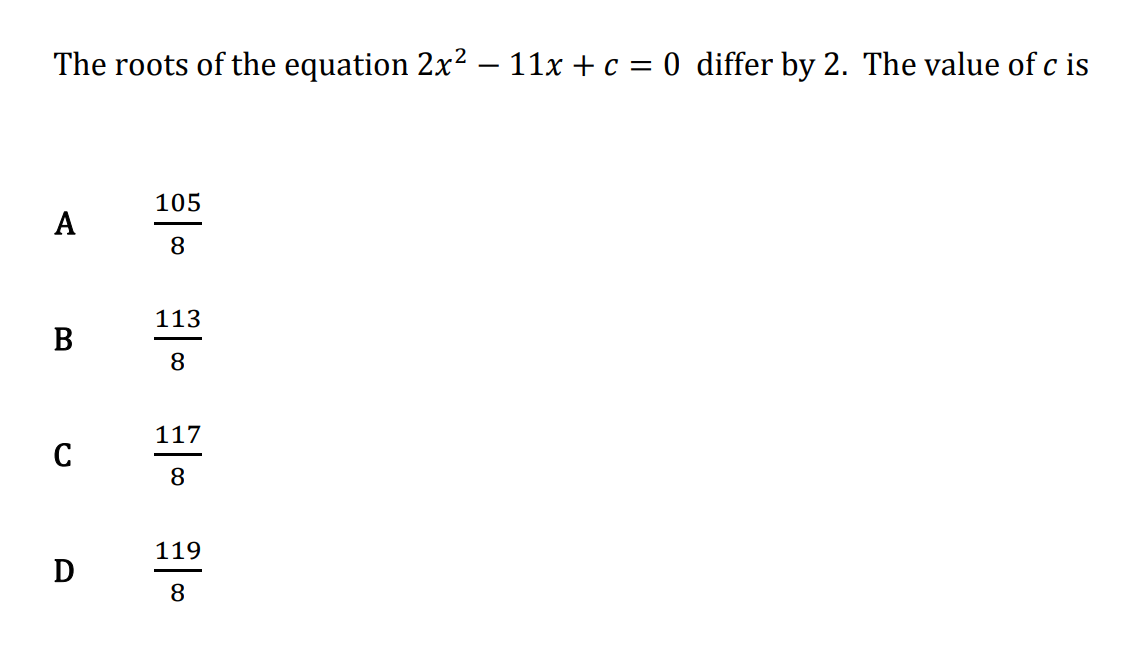 The roots of the equation 2x² − 11x + c = 0 differ by 2. The value of c is
A 105/8
B 113/8
C 117/8
D 119/8